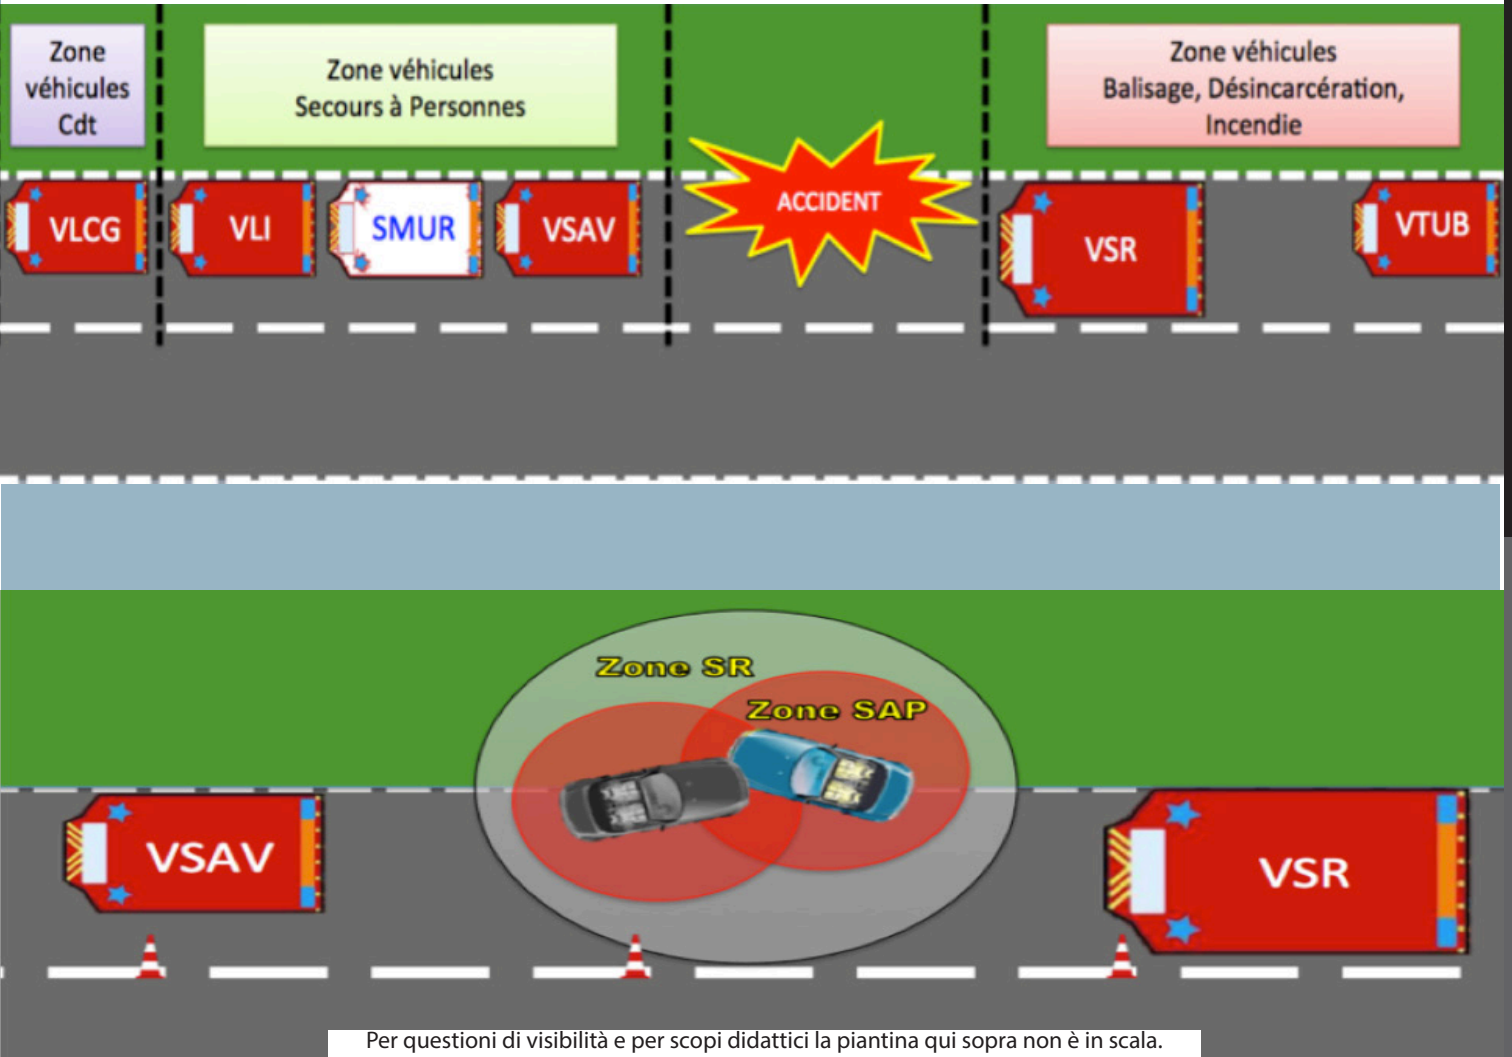 Zone
véhicules
Cdt
Zone véhicules
Secours à Personnes
Zone véhicules
Balisage, Désincarcération,
Incendie
VLCG
VLI
SMUR
VSAV
ACCIDENT
VSR
VTUB
Zone SR
Zone SAP
VSAV
VSR
Per questioni di visibilità e per scopi didattici la piantina qui sopra non è in scala.